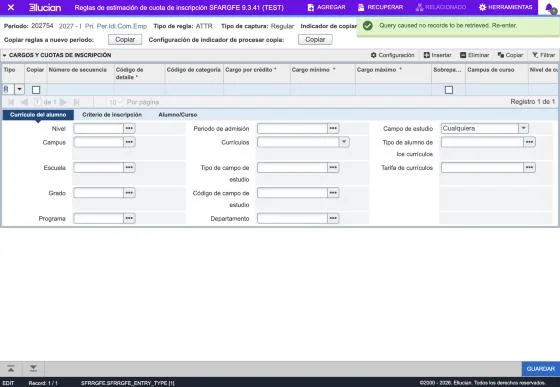 ellucian Reglas de estimación de cuota de inscripción SFARGFE 9.3.41 (TEST) AGREGAR RECUPERAR RELACIONADO HERRAMIENTAS
Periodo: 202754 2027 - I Pri. Per.Idi.Com.Emp Tipo de regla: ATTR Tipo de captura: Regular Indicador de copiar
Query caused no records to be retrieved. Re-enter.
Copiar reglas a nuevo periodo: Copiar Configuración de indicador de procesar copia: Copiar
CARGOS Y CUOTAS DE INSCRIPCIÓN Configuración Insertar Eliminar Copiar Filtrar
Tipo Copiar Número de secuencia Código de detalle * Código de categoría Cargo por crédito * Cargo mínimo * Cargo máximo * Sobrepa... Campus de curso Nivel de cu
R
1 de 1 10 Por página Registro 1 de 1
Currículo del alumno Criterio de inscripción Alumno/Curso
Nivel Periodo de admisión Campo de estudio Cualquiera
Campus Currículos Tipo de alumno de los currículos
Escuela Tipo de campo de estudio Tarifa de currículos
Grado Código de campo de estudio
Programa Departamento
GUARDAR
EDIT Record: 1 / 1 SFRRGFE.SFRRGFE_ENTRY_TYPE [1] ©2000 - 2026. Ellucian. Todos los derechos reservados.